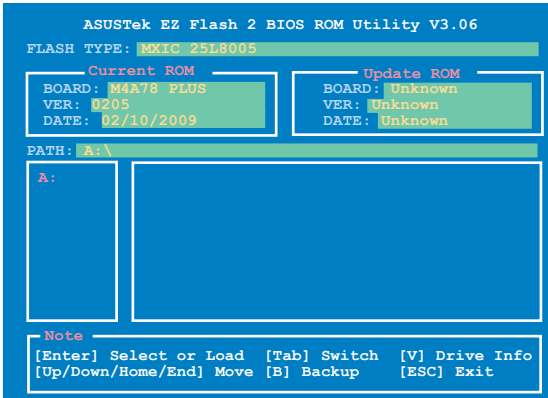 ASUSTek EZ Flash 2 BIOS ROM Utility V3.06
FLASH TYPE: MXIC 25L8005
Current ROM
BOARD: M4A78 PLUS
VER: 0205
DATE: 02/10/2009
Update ROM
BOARD: Unknown
VER: Unknown
DATE: Unknown
PATH: A:\
A:
Note
[Enter] Select or Load [Tab] Switch [V] Drive Info
[Up/Down/Home/End] Move [B] Backup [ESC] Exit